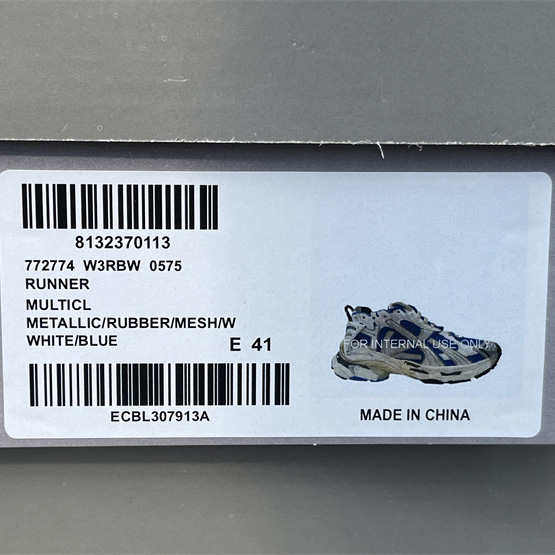 8132370113
772774 W3RBW 0575
RUNNER
MULTICL
METALLIC/RUBBER/MESH/W
WHITE/BLUE E 41
ECBL307913A
FOR INTERNAL USE ONLY
MADE IN CHINA